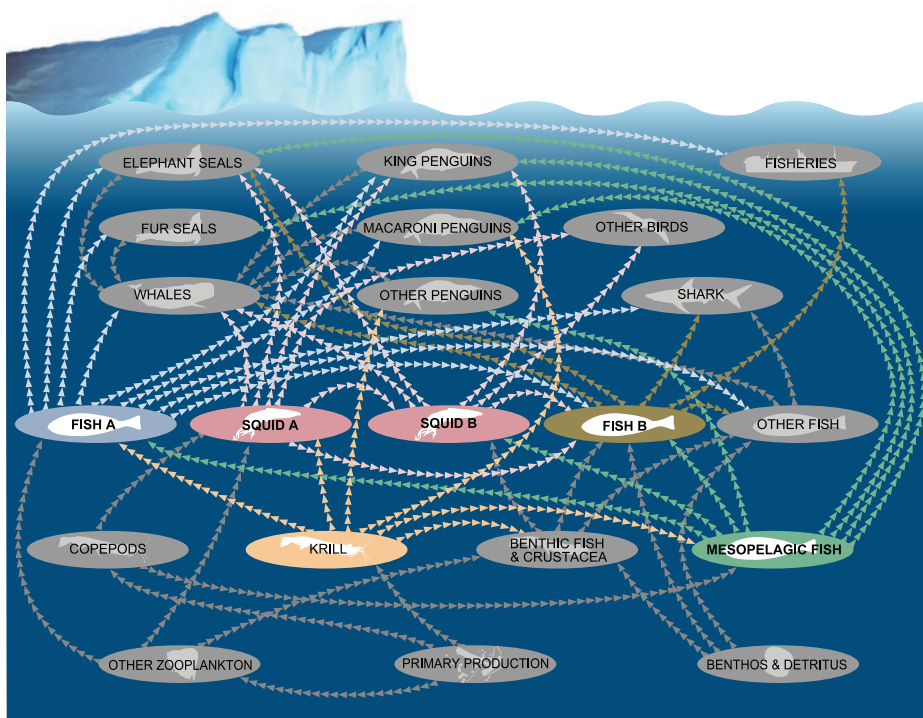 ELEPHANT SEALS
KING PENGUINS
FISHERIES
FUR SEALS
MACARONI PENGUINS
OTHER BIRDS
WHALES
OTHER PENGUINS
SHARK
FISH A
SQUID A
SQUID B
FISH B
OTHER FISH
COPEPODS
KRILL
BENTHIC FISH
& CRUSTACEA
MESOPELAGIC FISH
OTHER ZOOPLANKTON
PRIMARY PRODUCTION
BENTHOS & DETRITUS